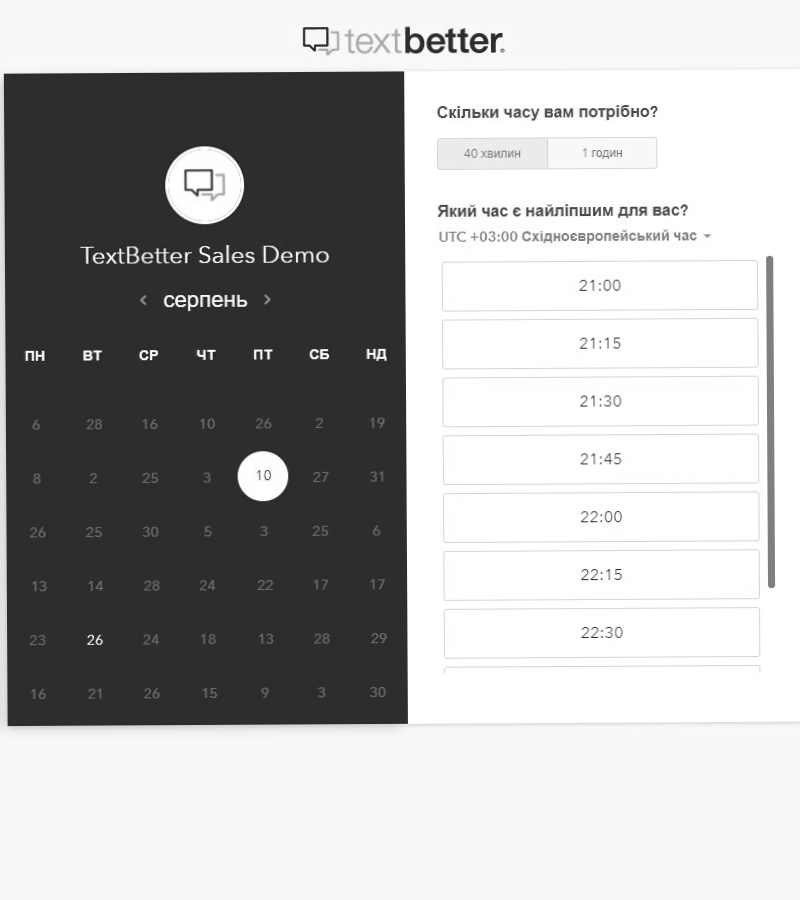 textbetter.
TextBetter Sales Demo
серпень
ПН ВТ СР ЧТ ПТ СБ НД
6 28 16 10 26 2 19
8 2 25 3 10 27 31
26 25 30 5 3 25 6
13 14 28 24 22 17 17
23 26 24 18 13 28 29
16 21 26 15 9 3 30
Скільки часу вам потрібно?
40 хвилин 1 годин
Який час є найліпшим для вас?
UTC +03:00 Східноєвропейський час
21:00
21:15
21:30
21:45
22:00
22:15
22:30